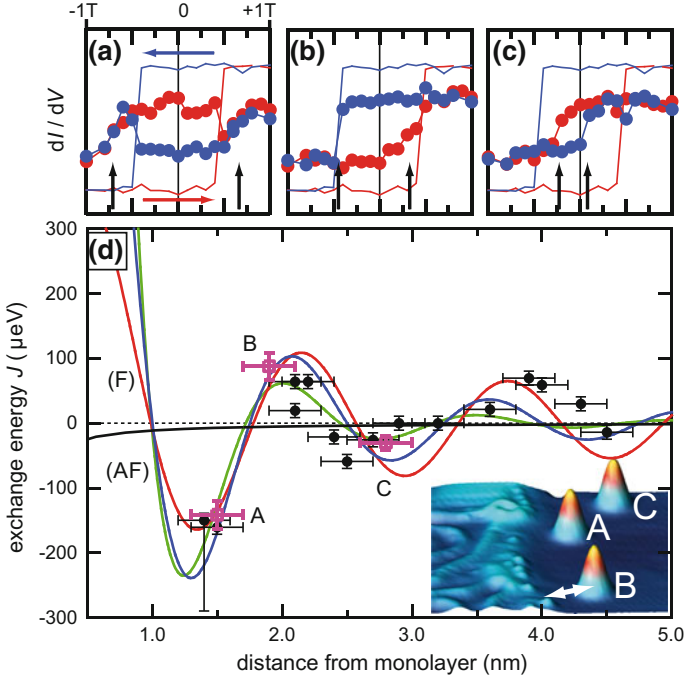 -1T 0 +1T
(a) (b) (c)
dI / dV
(d)
300
200
100
0
-100
-200
-300
exchange energy J (µeV)
(F)
(AF)
B
A
C
A
C
B
1.0 2.0 3.0 4.0 5.0
distance from monolayer (nm)